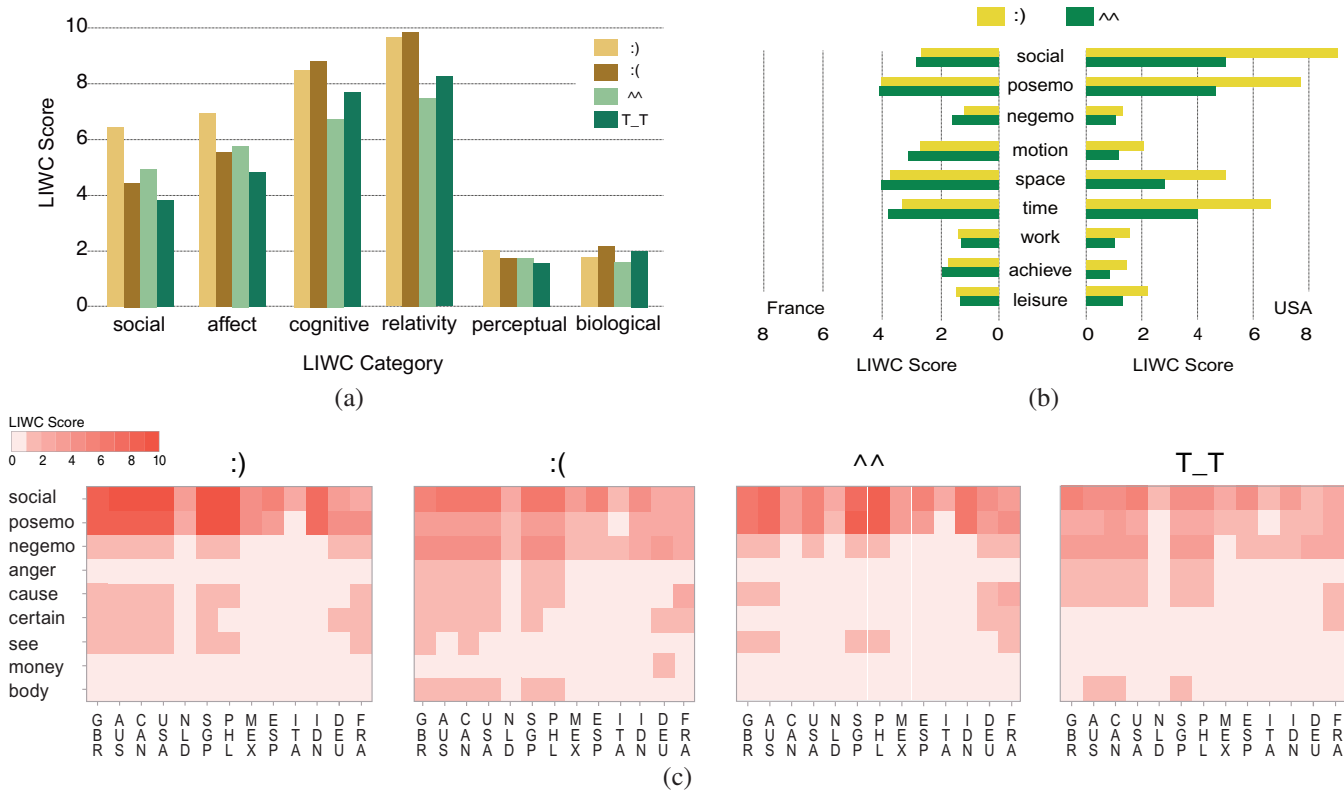 10
8
6
4
2
0
LIWC Score
:)
:(
^^
T_T
social affect cognitive relativity perceptual biological
LIWC Category
(a)
:) ^^
social
posemo
negemo
motion
space
time
work
achieve
leisure
France USA
8 6 4 2 0 0 2 4 6 8
LIWC Score LIWC Score
(b)
LIWC Score
0 2 4 6 8 10
:) :( ^^ T_T
social
posemo
negemo
anger
cause
certain
see
money
body
GBR AUS CAN USA NLD SGP PHL MEX ESP ITA IDN DEU FRA
GBR AUS CAN USA NLD SGP PHL MEX ESP ITA IDN DEU FRA
GBR AUS CAN USA NLD SGP PHL MEX ESP ITA IDN DEU FRA
GBR AUS CAN USA NLD SGP PHL MEX ESP ITA IDN DEU FRA
(c)